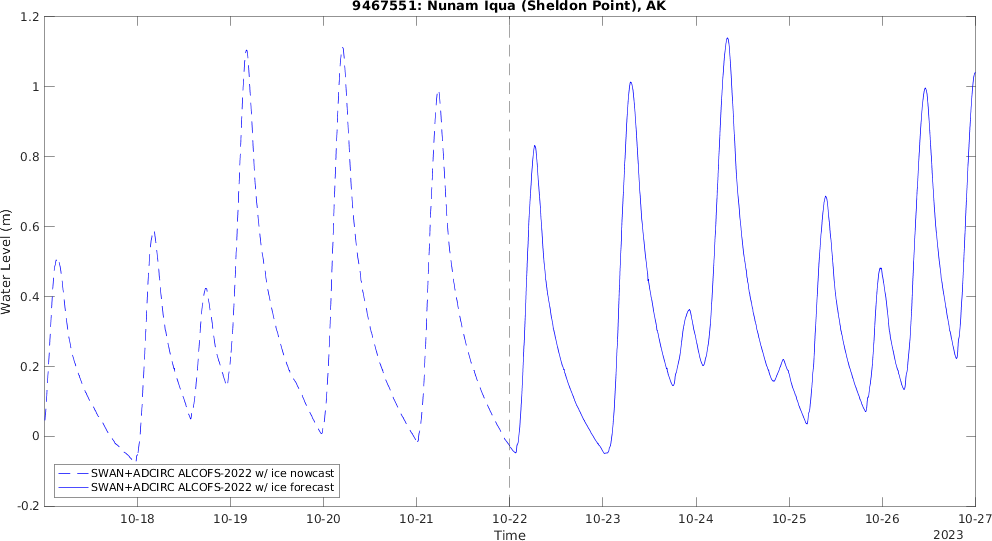 9467551: Nunam Iqua (Sheldon Point), AK
1.2
1
0.8
0.6
0.4
0.2
0
-0.2
Water Level (m)
SWAN+ADCIRC ALCOFS-2022 w/ ice nowcast
SWAN+ADCIRC ALCOFS-2022 w/ ice forecast
10-18 10-19 10-20 10-21 10-22 10-23 10-24 10-25 10-26 10-27
Time
2023